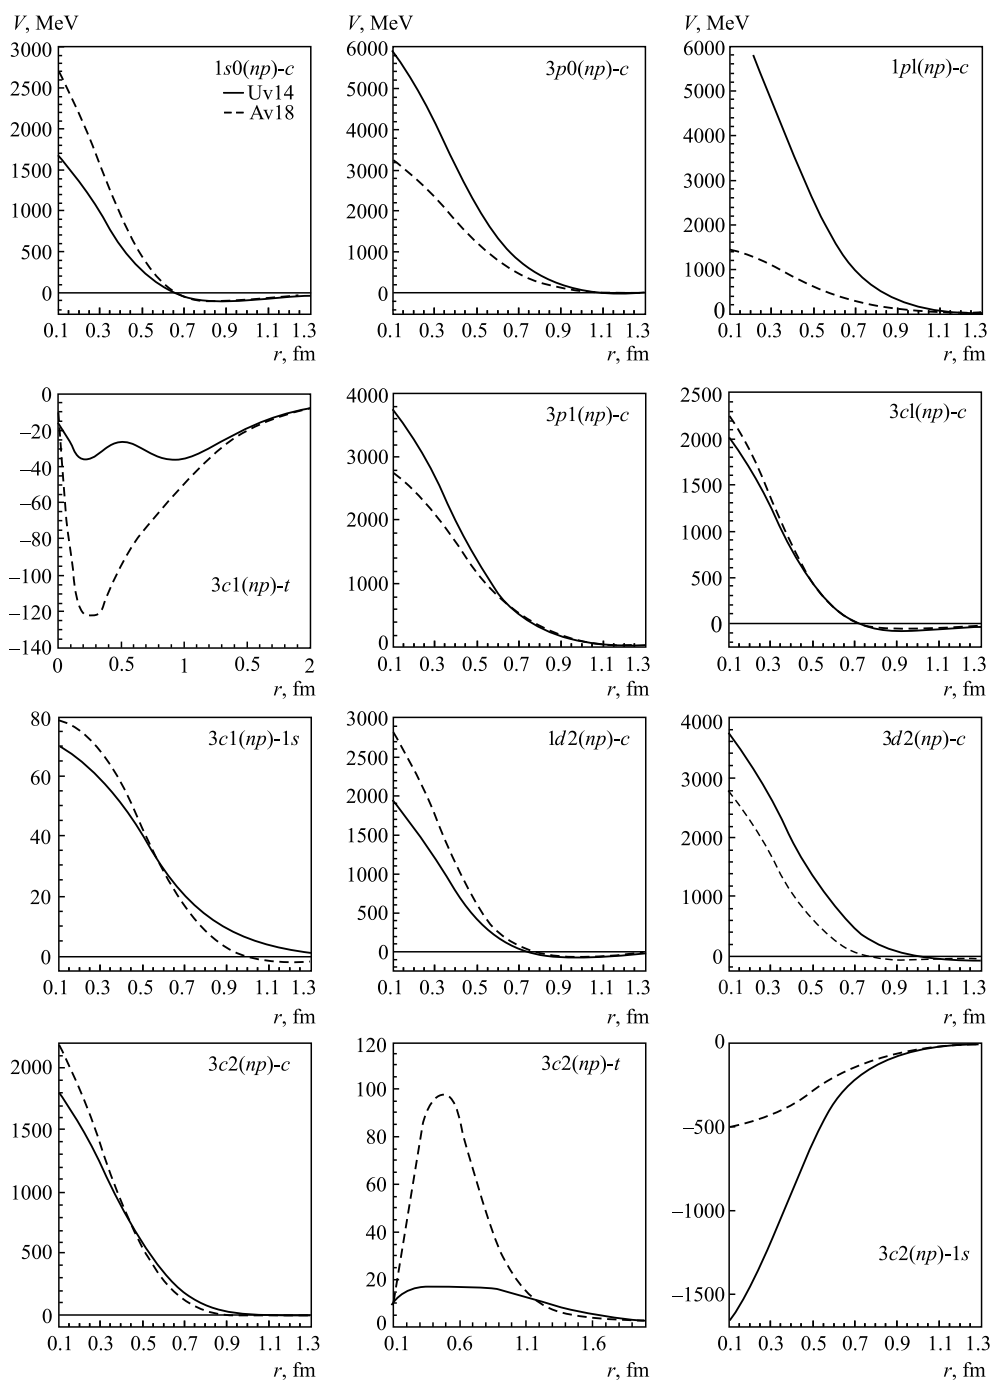 V, MeV
3000
2500
2000
1500
1000
500
0
0.1 0.3 0.5 0.7 0.9 1.1 1.3
r, fm
1s0(np)-c
Uv14
Av18
V, MeV
6000
5000
4000
3000
2000
1000
0
0.1 0.3 0.5 0.7 0.9 1.1 1.3
r, fm
3p0(np)-c
V, MeV
6000
5000
4000
3000
2000
1000
0
0.1 0.3 0.5 0.7 0.9 1.1 1.3
r, fm
1pl(np)-c
0
–20
–40
–60
–80
–100
–120
–140
0 0.5 1 0.5 2
r, fm
3c1(np)-t
4000
3000
2000
1000
0
0.1 0.3 0.5 0.7 0.9 1.1 1.3
r, fm
3p1(np)-c
2500
2000
1500
1000
500
0
0.1 0.3 0.5 0.7 0.9 1.1 1.3
r, fm
3cl(np)-c
80
60
40
20
0
0.1 0.3 0.5 0.7 0.9 1.1 1.3
r, fm
3c1(np)-1s
3000
2500
2000
1500
1000
500
0
0.1 0.3 0.5 0.7 0.9 1.1 1.3
r, fm
1d2(np)-c
4000
3000
2000
1000
0
0.1 0.3 0.5 0.7 0.9 1.1 1.3
r, fm
3d2(np)-c
2000
1500
1000
500
0
0.1 0.3 0.5 0.7 0.9 1.1 1.3
r, fm
3c2(np)-c
120
100
80
60
40
20
0
0.1 0.6 1.1 1.6
r, fm
3c2(np)-t
0
–500
–1000
–1500
0.1 0.3 0.5 0.7 0.9 1.1 1.3
r, fm
3c2(np)-1s